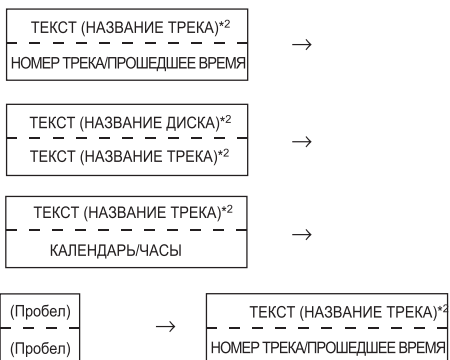 ТЕКСТ (НАЗВАНИЕ ТРЕКА)*2
НОМЕР ТРЕКА/ПРОШЕДШЕЕ ВРЕМЯ
→
ТЕКСТ (НАЗВАНИЕ ДИСКА)*2
ТЕКСТ (НАЗВАНИЕ ТРЕКА)*2
→
ТЕКСТ (НАЗВАНИЕ ТРЕКА)*2
КАЛЕНДАРЬ/ЧАСЫ
→
(Пробел)
(Пробел)
→
ТЕКСТ (НАЗВАНИЕ ТРЕКА)*2
НОМЕР ТРЕКА/ПРОШЕДШЕЕ ВРЕМЯ